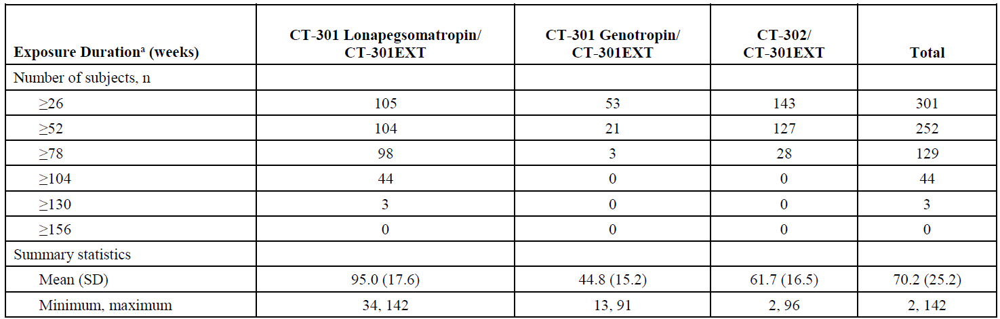 Exposure Durationᵃ (weeks) CT-301 Lonapegsomatropin/ CT-301EXT CT-301 Genotropin/ CT-301EXT CT-302/ CT-301EXT Total
Number of subjects, n
≥26 105 53 143 301
≥52 104 21 127 252
≥78 98 3 28 129
≥104 44 0 0 44
≥130 3 0 0 3
≥156 0 0 0 0
Summary statistics
Mean (SD) 95.0 (17.6) 44.8 (15.2) 61.7 (16.5) 70.2 (25.2)
Minimum, maximum 34, 142 13, 91 2, 96 2, 142